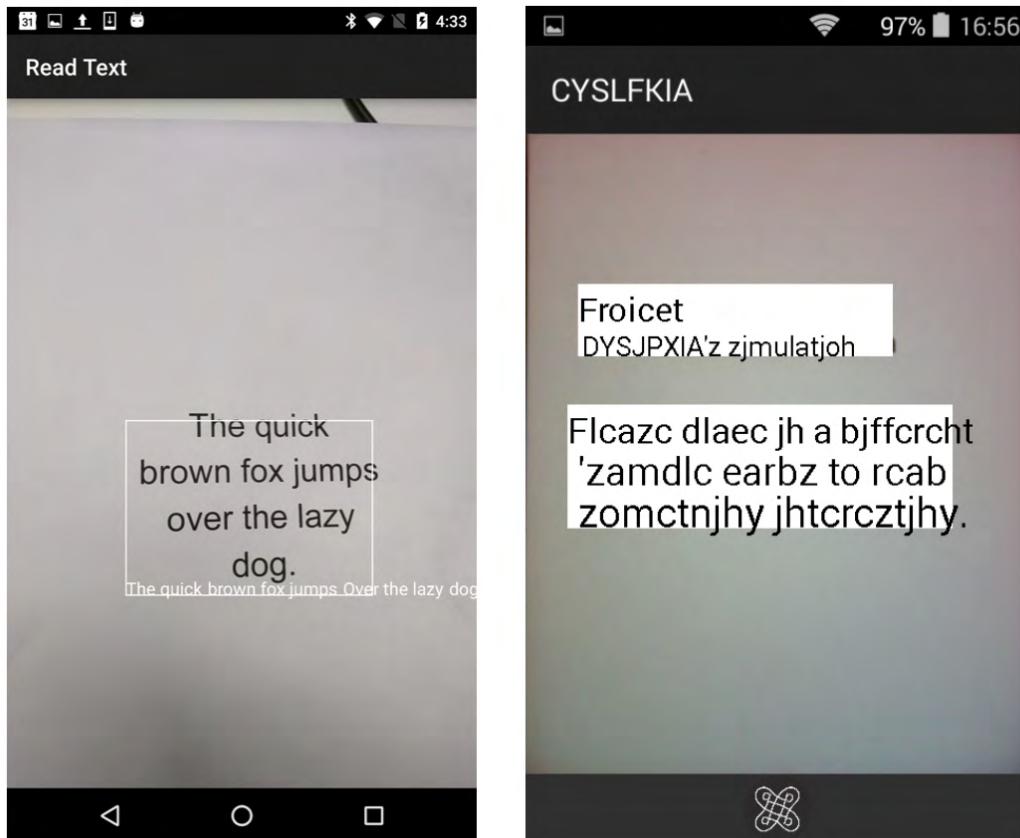 31
4:33
Read Text
The quick
brown fox jumps
over the lazy
dog.
The quick brown fox jumps Over the lazy dog
97% 16:56
CYSLFKIA
Froicet
DYSJPXIA'z zjmulatjoh
Flcazc dlaec jh a bjffcrcht
'zamdlc earbz to rcab
zomctnjhy jhtcrcztjhy.